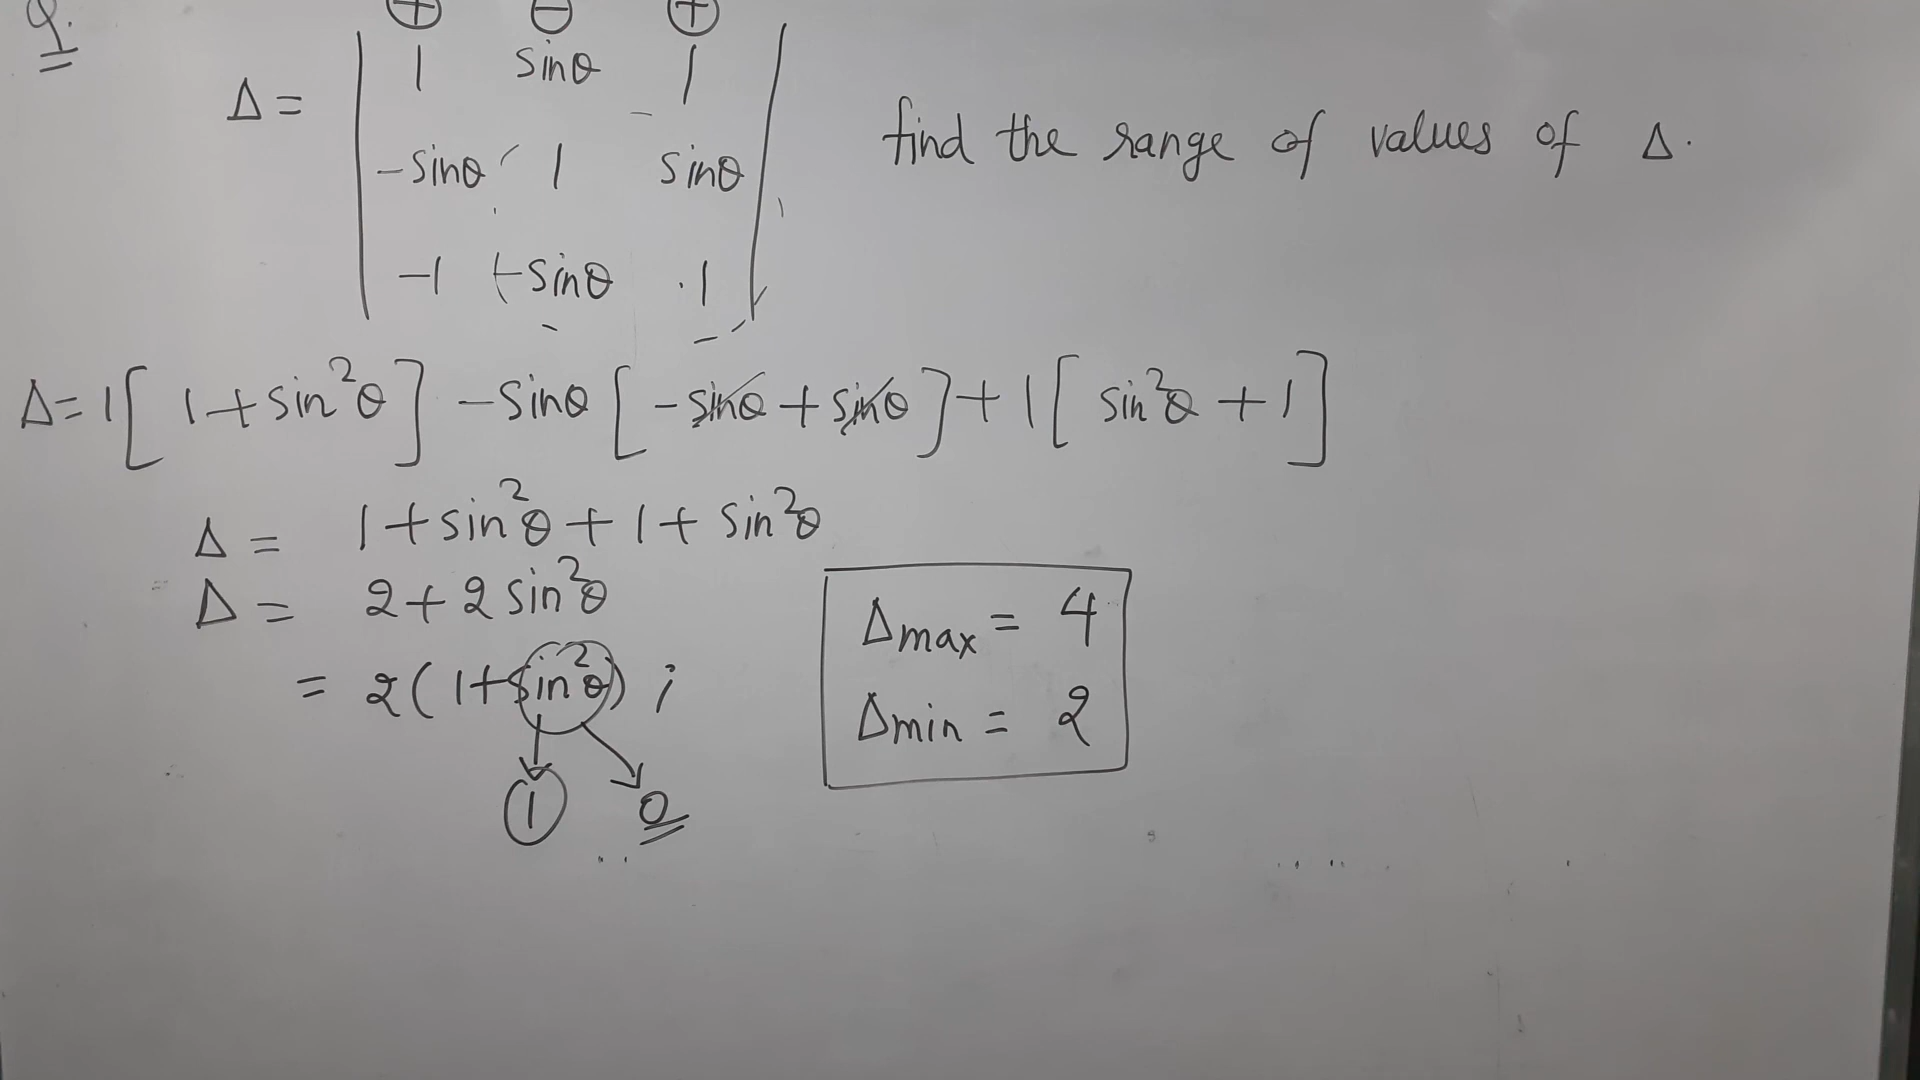 Q.
⊕ ⊖ ⊕
Δ = | 1 sinθ 1 |
| -sinθ 1 sinθ |
| -1 -sinθ 1 |
find the range of values of Δ.
Δ = 1[ 1 + sin²θ ] - sinθ [ - sinθ + sinθ ] + 1[ sin²θ + 1 ]
Δ = 1 + sin²θ + 1 + sin²θ
Δ = 2 + 2 sin²θ
= 2( 1 + sin²θ ) ;
1 0
Δmax = 4
Δmin = 2